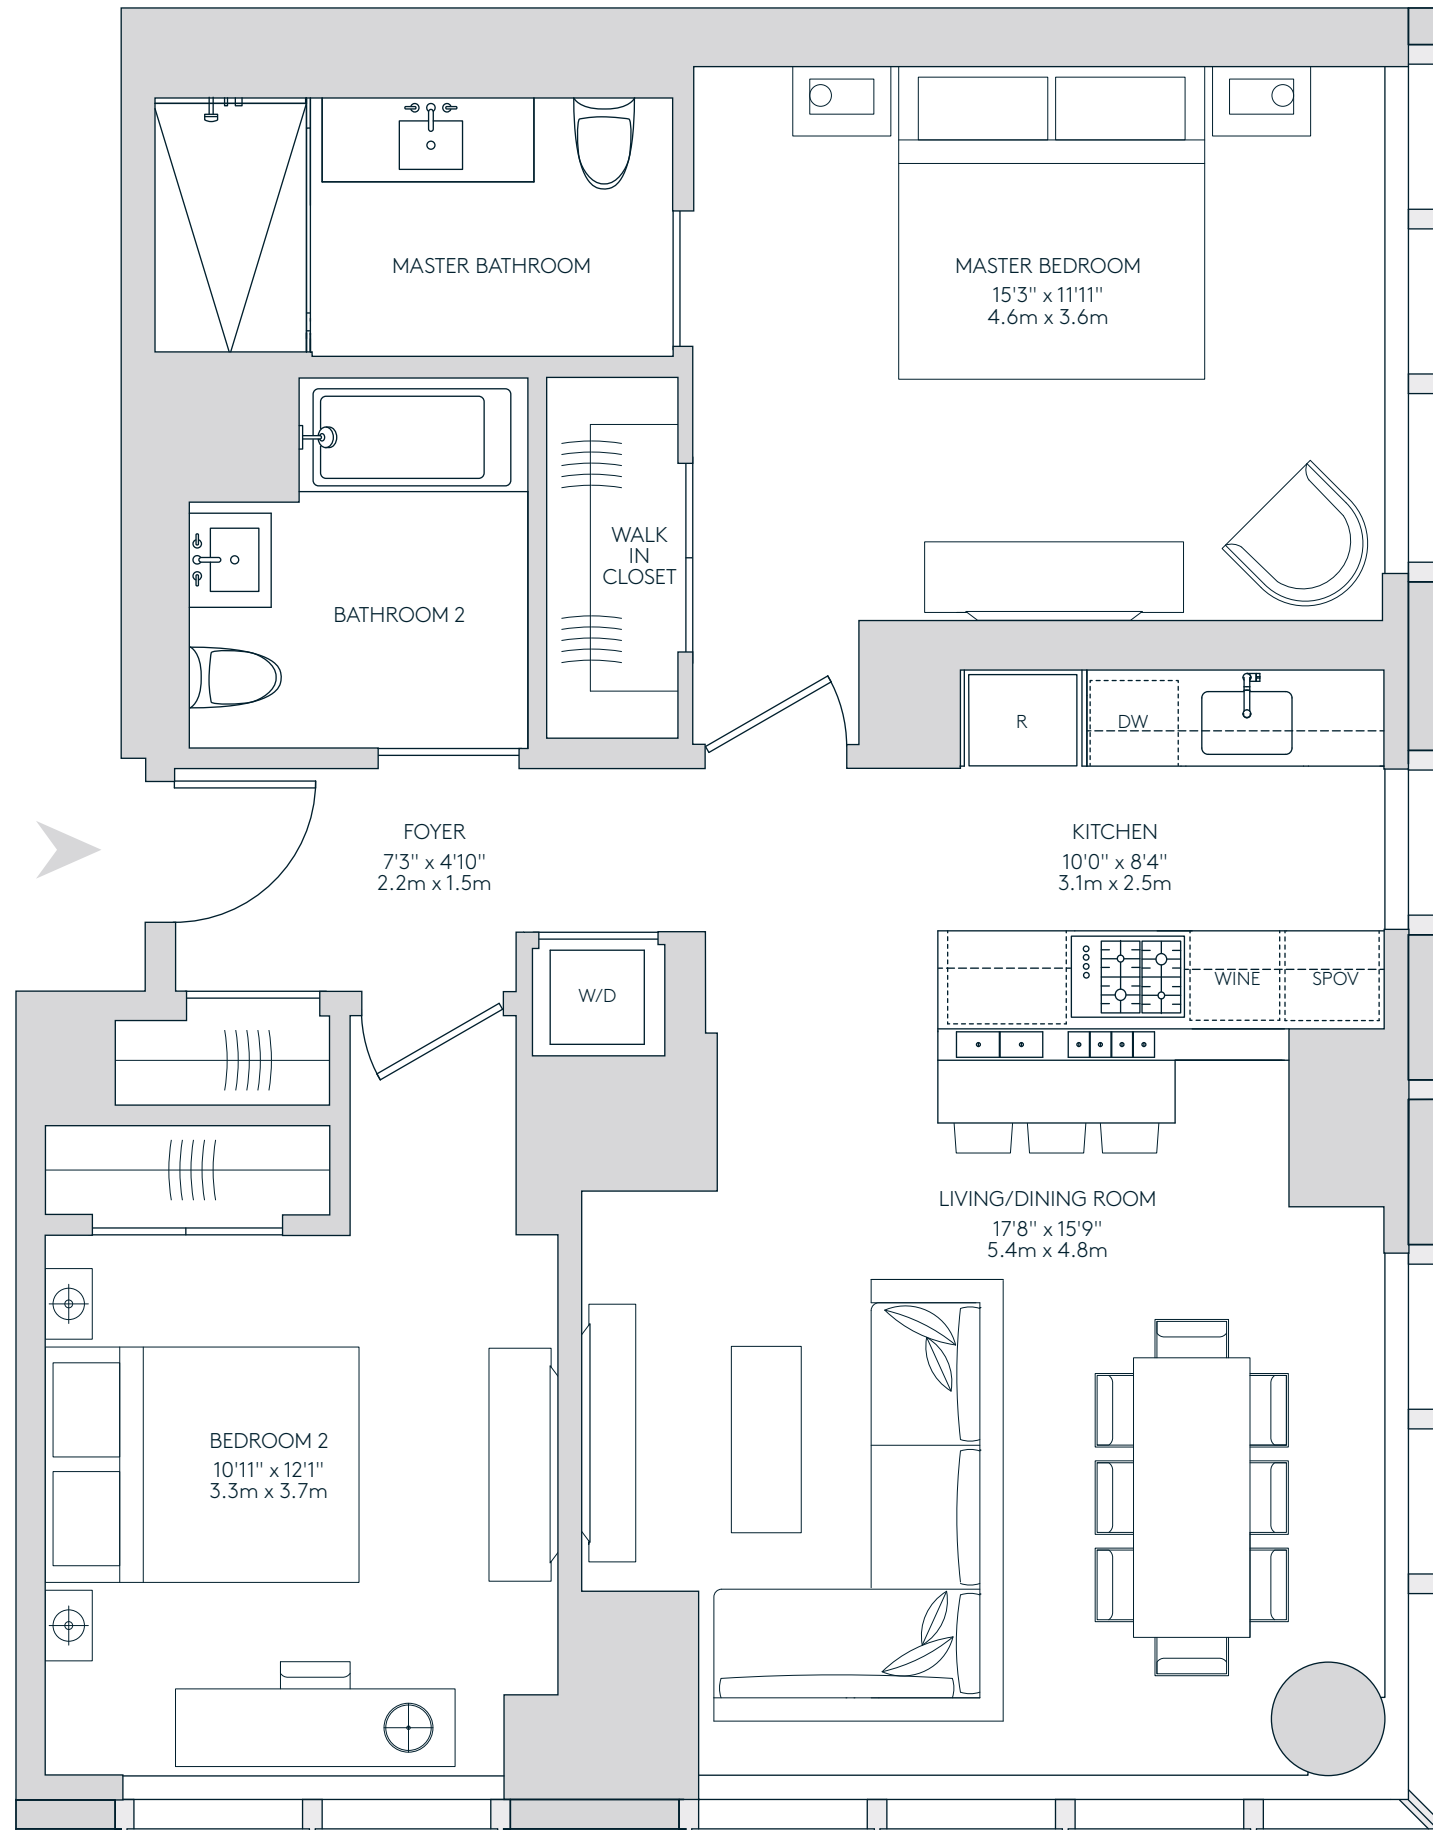 MASTER BATHROOM
MASTER BEDROOM
15'3" x 11'11"
4.6m x 3.6m
WALK
IN
CLOSET
BATHROOM 2
R
DW
FOYER
7'3" x 4'10"
2.2m x 1.5m
KITCHEN
10'0" x 8'4"
3.1m x 2.5m
W/D
WINE
SPOV
LIVING/DINING ROOM
17'8" x 15'9"
5.4m x 4.8m
BEDROOM 2
10'11" x 12'1"
3.3m x 3.7m